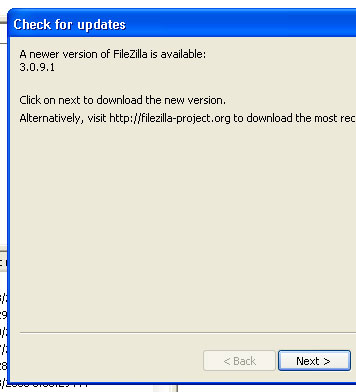 Check for updates
A newer version of FileZilla is available:
3.0.9.1
Click on next to download the new version.
Alternatively, visit http://filezilla-project.org to download the most rec
< Back
Next >